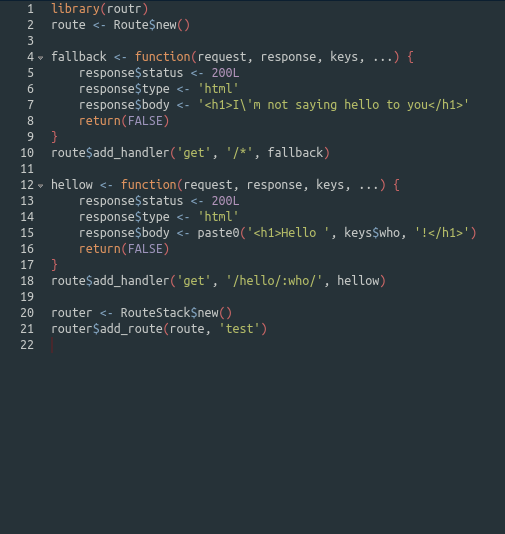 1 library(routr)
2 route <- Route$new()
3
4 fallback <- function(request, response, keys, ...) {
5     response$status <- 200L
6     response$type <- 'html'
7     response$body <- '<h1>I\'m not saying hello to you</h1>'
8     return(FALSE)
9 }
10 route$add_handler('get', '/*', fallback)
11
12 hellow <- function(request, response, keys, ...) {
13     response$status <- 200L
14     response$type <- 'html'
15     response$body <- paste0('<h1>Hello ', keys$who, '!</h1>')
16     return(FALSE)
17 }
18 route$add_handler('get', '/hello/:who/', hellow)
19
20 router <- RouteStack$new()
21 router$add_route(route, 'test')
22